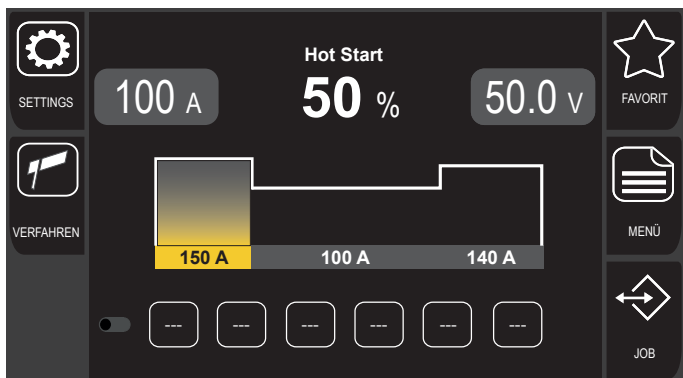 SETTINGS
VERFAHREN
Hot Start
100 A
50 %
50.0 V
150 A
100 A
140 A
--- --- --- --- --- ---
FAVORIT
MENÜ
JOB